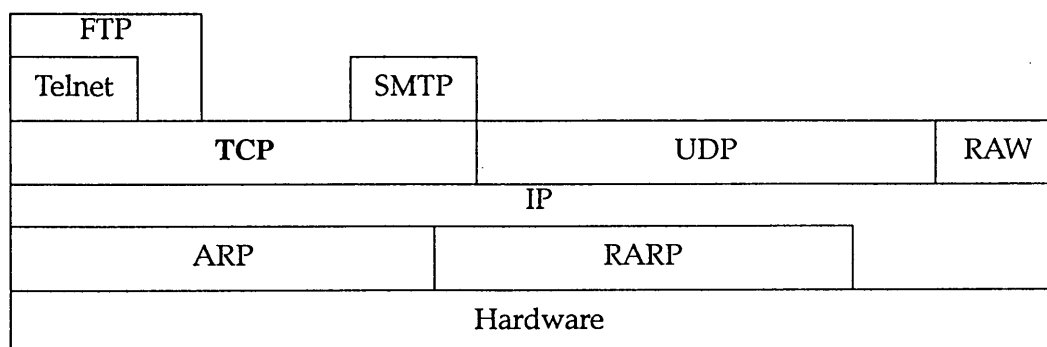 FTP
Telnet SMTP
TCP UDP RAW
IP
ARP RARP
Hardware